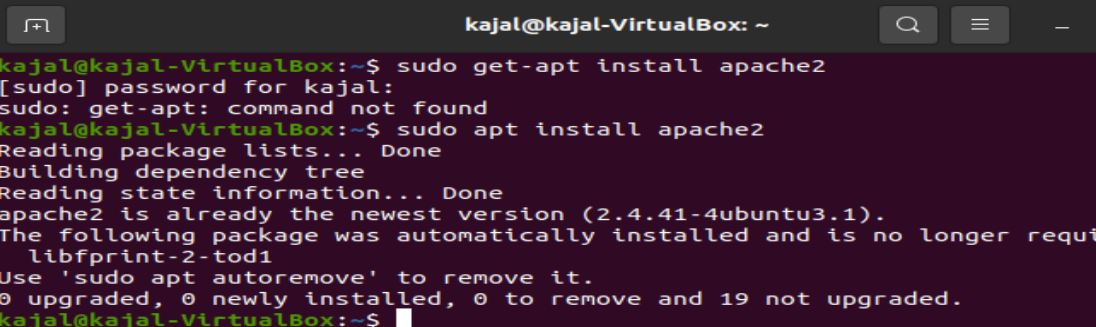 kajal@kajal-VirtualBox: ~
kajal@kajal-VirtualBox:~$ sudo get-apt install apache2
[sudo] password for kajal:
sudo: get-apt: command not found
kajal@kajal-VirtualBox:~$ sudo apt install apache2
Reading package lists... Done
Building dependency tree
Reading state information... Done
apache2 is already the newest version (2.4.41-4ubuntu3.1).
The following package was automatically installed and is no longer requi
  libfprint-2-tod1
Use 'sudo apt autoremove' to remove it.
0 upgraded, 0 newly installed, 0 to remove and 19 not upgraded.
kajal@kajal-VirtualBox:~$